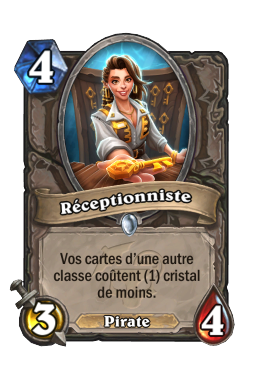 4
Réceptionniste
Vos cartes d'une autre
classe coûtent (1) cristal
de moins.
3
Pirate
4